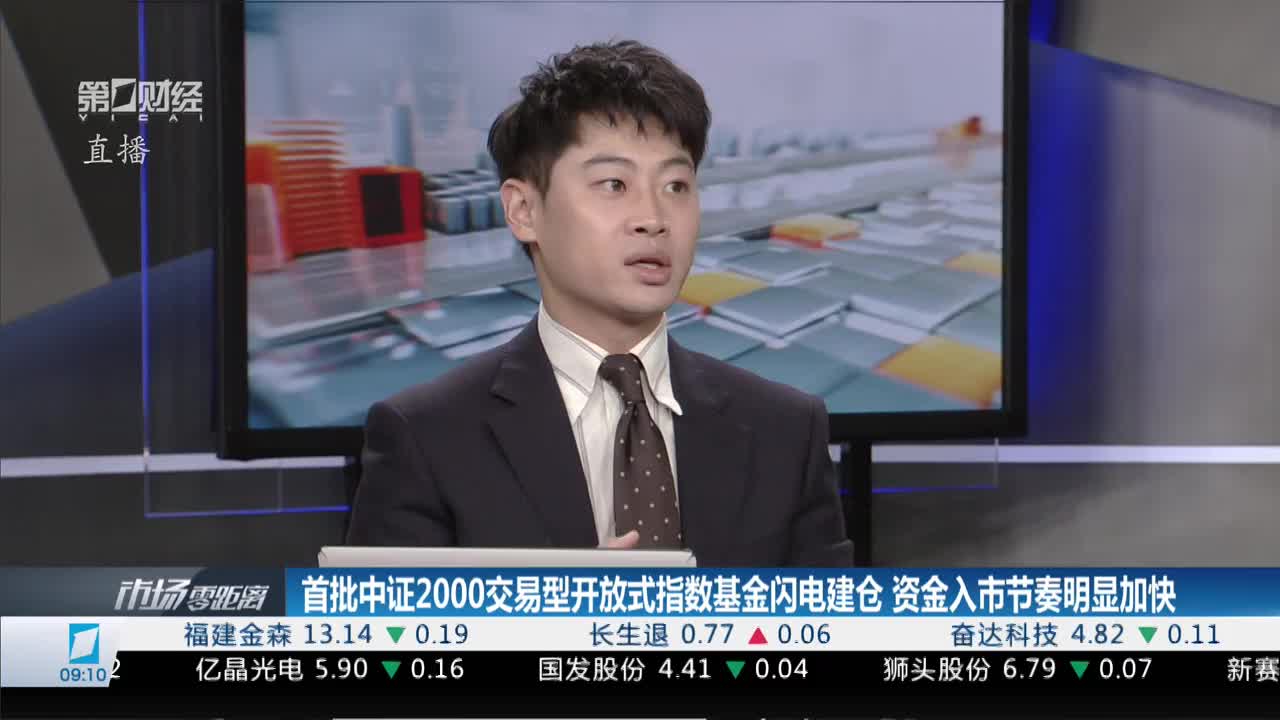 第一财经
YICAI
直播
市场零距离
首批中证2000交易型开放式指数基金闪电建仓 资金入市节奏明显加快
福建金森 13.14 ▼ 0.19 长生退 0.77 ▲ 0.06 奋达科技 4.82 ▼ 0.11
09:10
2 亿晶光电 5.90 ▼ 0.16 国发股份 4.41 ▼ 0.04 狮头股份 6.79 ▼ 0.07 新赛